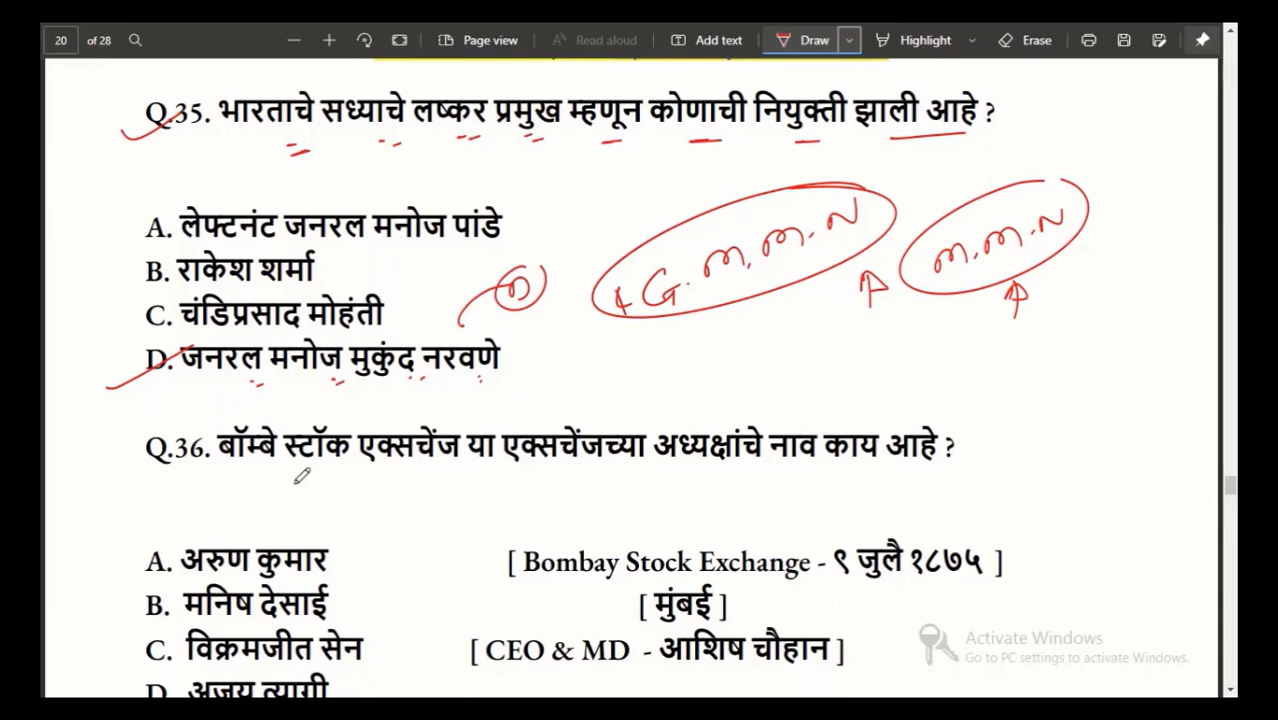 20 of 28 Page view Read aloud Add text Draw Highlight Erase
Q.35. भारताचे सध्याचे लष्कर प्रमुख म्हणून कोणाची नियुक्ती झाली आहे ?
A. लेफ्टनंट जनरल मनोज पांडे
B. राकेश शर्मा
C. चंडिप्रसाद मोहंती
D. जनरल मनोज मुकुंद नरवणे
D
G. M. M. N
M. M. N
Q.36. बॉम्बे स्टॉक एक्सचेंज या एक्सचेंजच्या अध्यक्षांचे नाव काय आहे ?
A. अरुण कुमार [ Bombay Stock Exchange - ९ जुलै १८७५ ]
B. मनिष देसाई [ मुंबई ]
C. विक्रमजीत सेन [ CEO & MD - आशिष चौहान ]
D. अजय त्यागी
Activate Windows
Go to PC settings to activate Windows.